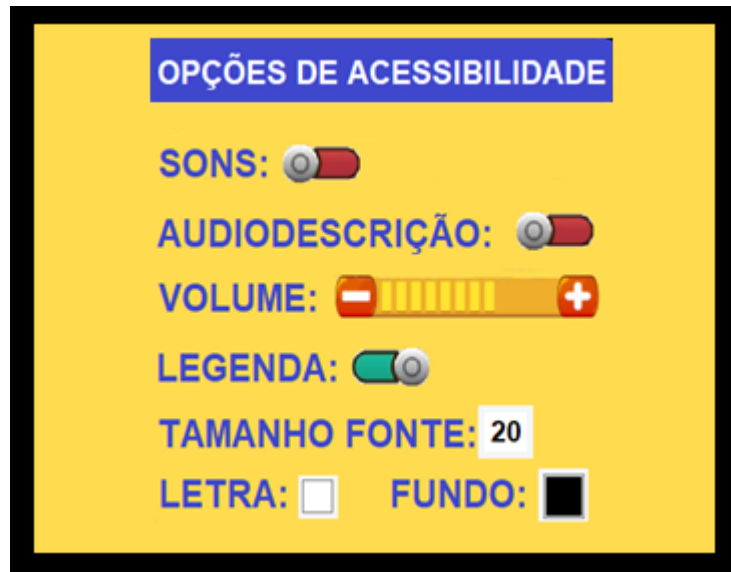 OPÇÕES DE ACESSIBILIDADE
SONS:
AUDIODESCRIÇÃO:
VOLUME:
LEGENDA:
TAMANHO FONTE: 20
LETRA: FUNDO: